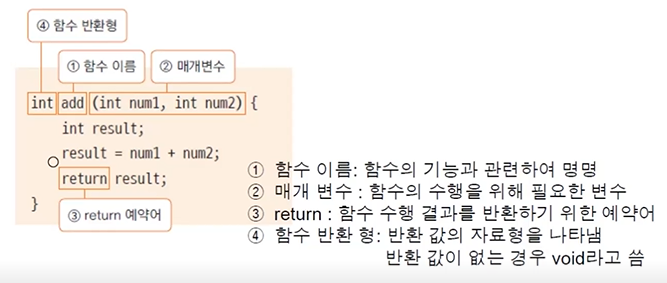 ④ 함수 반환형
① 함수 이름
② 매개변수
int add (int num1, int num2) {
int result;
result = num1 + num2;
return result;
}
③ return 예약어
① 함수 이름: 함수의 기능과 관련하여 명명
② 매개 변수 : 함수의 수행을 위해 필요한 변수
③ return : 함수 수행 결과를 반환하기 위한 예약어
④ 함수 반환 형: 반환 값의 자료형을 나타냄
반환 값이 없는 경우 void라고 씀